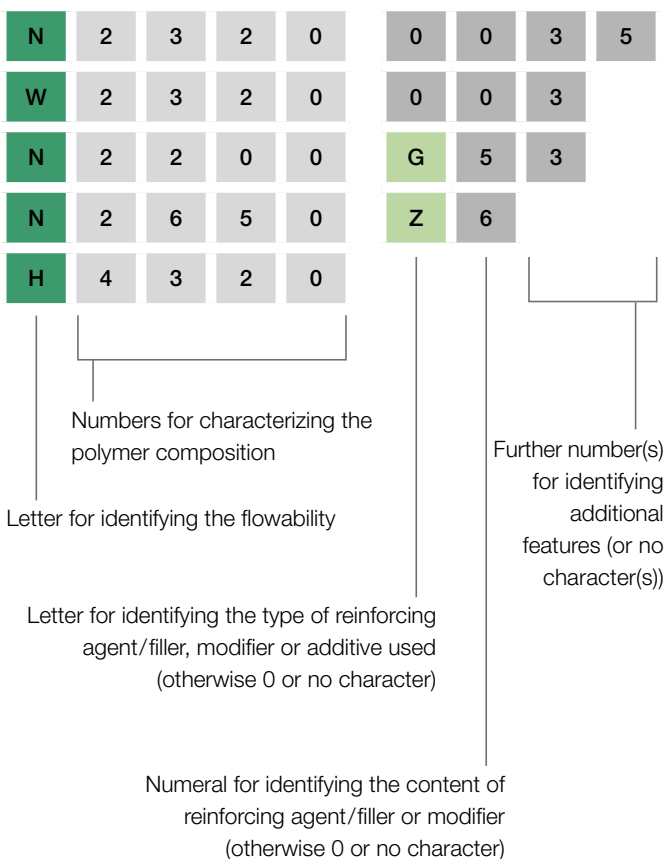 N 2 3 2 0 0 0 3 5
W 2 3 2 0 0 0 3
N 2 2 0 0 G 5 3
N 2 6 5 0 Z 6
H 4 3 2 0
Numbers for characterizing the
polymer composition
Further number(s)
for identifying
additional
features (or no
character(s))
Letter for identifying the flowability
Letter for identifying the type of reinforcing
agent/filler, modifier or additive used
(otherwise 0 or no character)
Numeral for identifying the content of
reinforcing agent/filler or modifier
(otherwise 0 or no character)